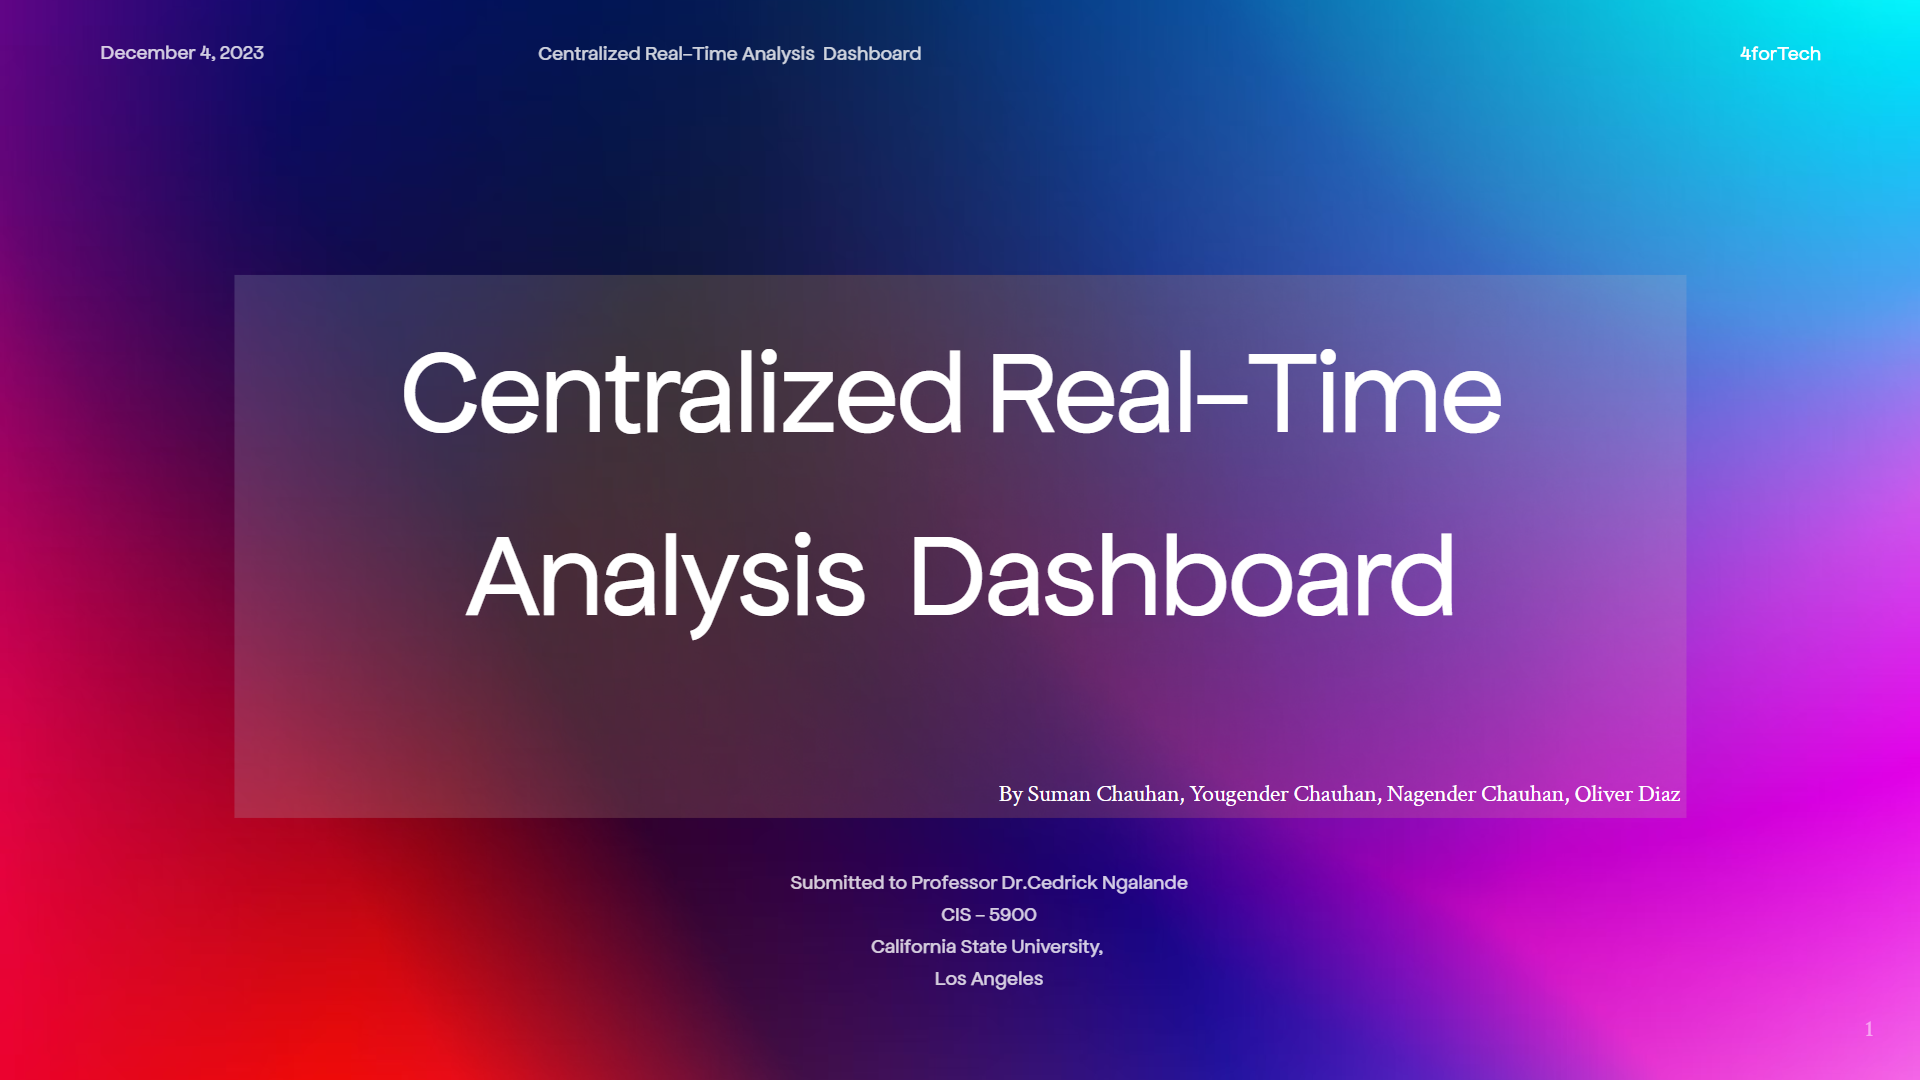 December 4, 2023
Centralized Real-Time Analysis Dashboard
4forTech
Centralized Real-Time
Analysis Dashboard
By Suman Chauhan, Yougender Chauhan, Nagender Chauhan, Oliver Diaz
Submitted to Professor Dr.Cedrick Ngalande
CIS - 5900
California State University,
Los Angeles
1